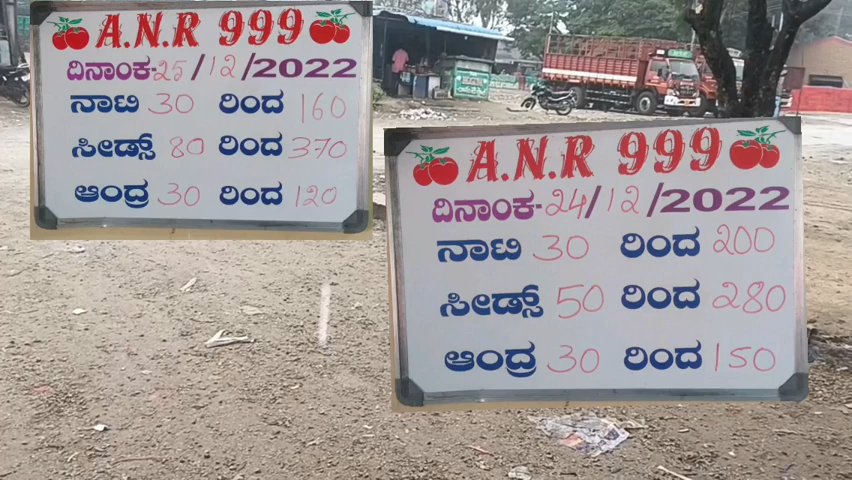 A.N.R 999
ದಿನಾಂಕ-25/12/2022
ನಾಟಿ 30 ರಿಂದ 160
ಸೀಡ್ಸ್ 80 ರಿಂದ 370
ಆಂದ್ರ 30 ರಿಂದ 120
A.N.R 999
ದಿನಾಂಕ-24/12/2022
ನಾಟಿ 30 ರಿಂದ 200
ಸೀಡ್ಸ್ 50 ರಿಂದ 280
ಆಂದ್ರ 30 ರಿಂದ 150